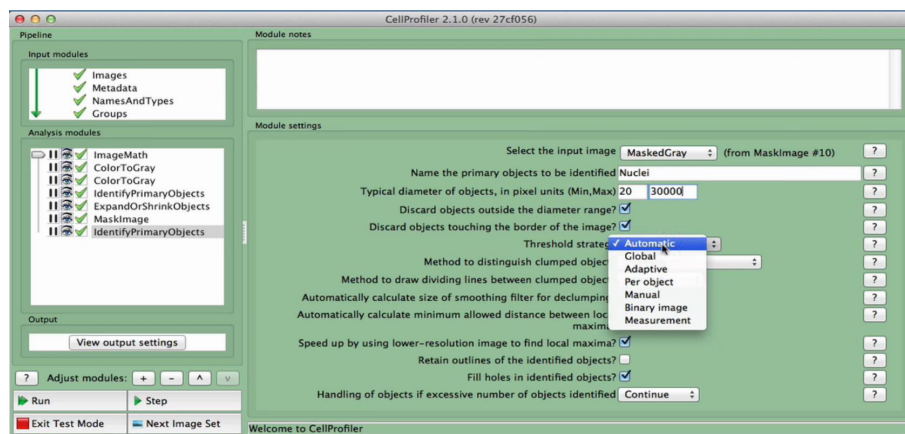 CellProfiler 2.1.0 (rev 27cf056)
Pipeline
Input modules
Images
Metadata
NamesAndTypes
Groups
Analysis modules
ImageMath
ColorToGray
ColorToGray
IdentifyPrimaryObjects
ExpandOrShrinkObjects
MaskImage
IdentifyPrimaryObjects
Output
View output settings
? Adjust modules: + - ^ v
Run Step
Exit Test Mode Next Image Set
Module notes
Module settings
Select the input image MaskedGray (from MaskImage #10) ?
Name the primary objects to be identified Nuclei ?
Typical diameter of objects, in pixel units (Min,Max) 20 30000 ?
Discard objects outside the diameter range? ?
Discard objects touching the border of the image? ?
Threshold strateg ✓ Automatic ?
Global
Method to distinguish clumped objec ?
Adaptive
Method to draw dividing lines between clumped objec Per object ?
Automatically calculate size of smoothing filter for declumping Manual ?
Automatically calculate minimum allowed distance between loc Binary image ?
maxim Measurement
Speed up by using lower-resolution image to find local maxima? ?
Retain outlines of the identified objects? ?
Fill holes in identified objects? ?
Handling of objects if excessive number of objects identified Continue ?
Welcome to CellProfiler